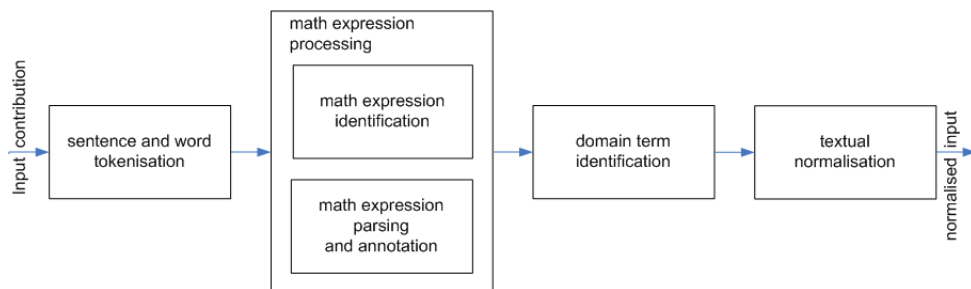 Input contribution
sentence and word
tokenisation
math expression
processing
math expression
identification
math expression
parsing
and annotation
domain term
identification
textual
normalisation
normalised input